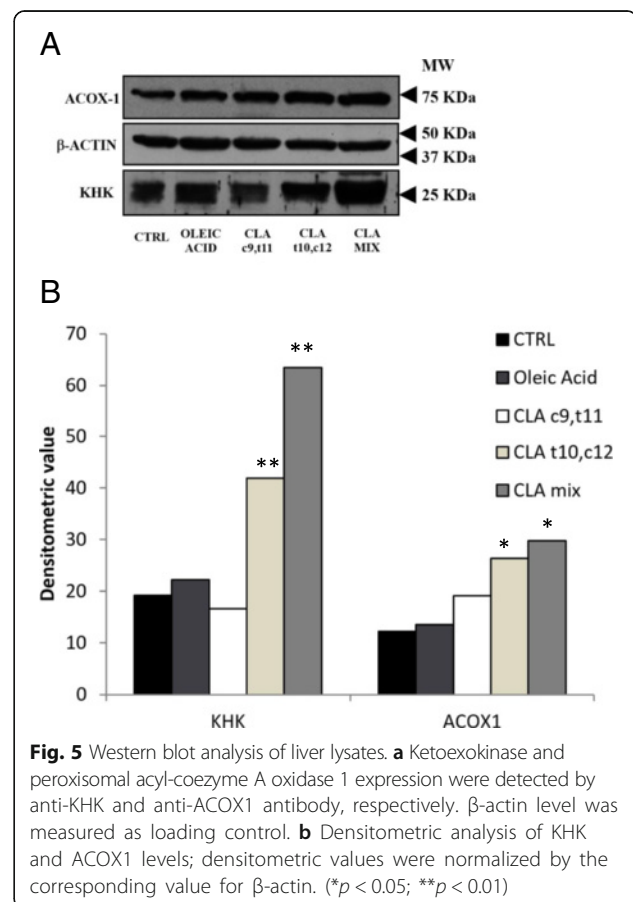 A
MW
ACOX-1
75 KDa
β-ACTIN
50 KDa
37 KDa
KHK
25 KDa
CTRL
OLEIC ACID
CLA c9,t11
CLA t10,c12
CLA MIX
B
70
60
50
40
30
20
10
0
Densitometric value
**
**
*
*
CTRL
Oleic Acid
CLA c9,t11
CLA t10,c12
CLA mix
KHK
ACOX1
Fig. 5 Western blot analysis of liver lysates. a Ketoexokinase and
peroxisomal acyl-coezyme A oxidase 1 expression were detected by
anti-KHK and anti-ACOX1 antibody, respectively. β-actin level was
measured as loading control. b Densitometric analysis of KHK
and ACOX1 levels; densitometric values were normalized by the
corresponding value for β-actin. (*p < 0.05; **p < 0.01)